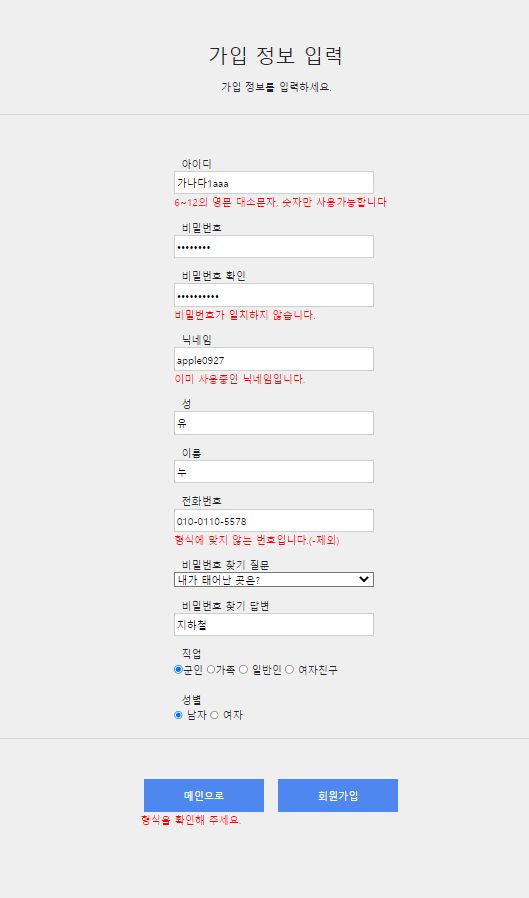 가입 정보 입력
가입 정보를 입력하세요.
아이디
가나다1aaa
6~12의 영문 대소문자, 숫자만 사용가능합니다
비밀번호
••••••••
비밀번호 확인
••••••••••
비밀번호가 일치하지 않습니다.
닉네임
apple0927
이미 사용중인 닉네임입니다.
성
유
이름
누
전화번호
010-0110-5578
형식에 맞지 않는 번호입니다.(-제외)
비밀번호 찾기 질문
내가 태어난 곳은?
비밀번호 찾기 답변
지하철
직업
군인 가족 일반인 여자친구
성별
남자 여자
메인으로 회원가입
형식을 확인해 주세요.